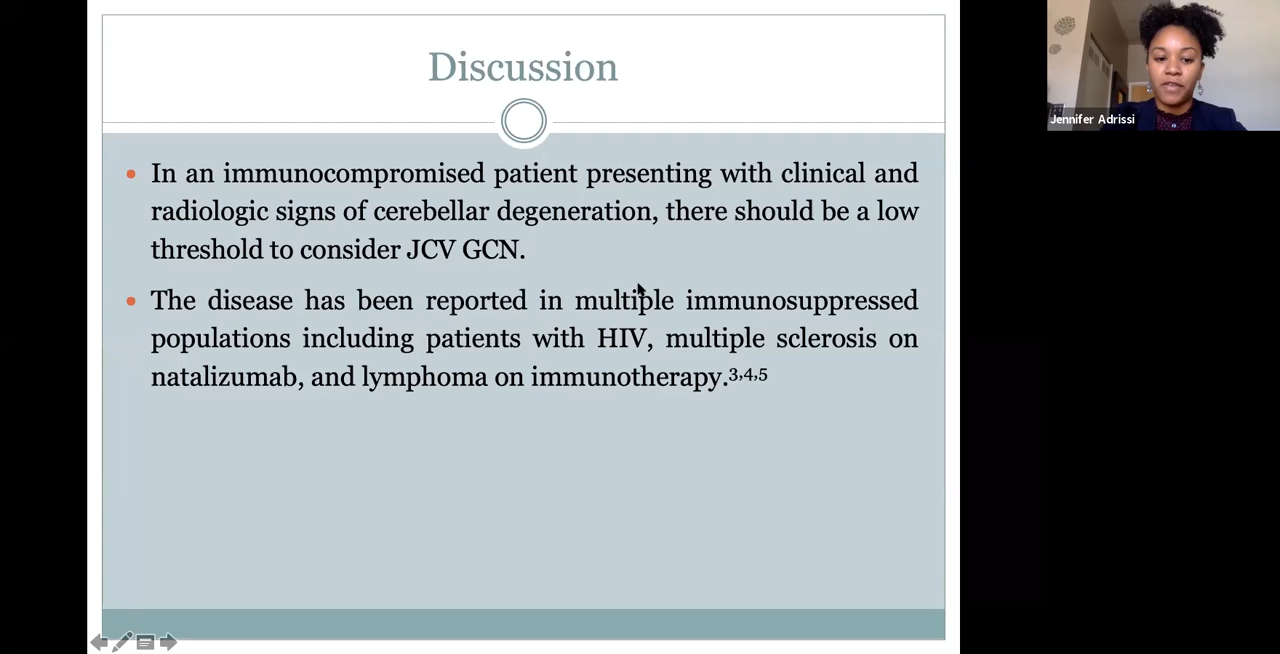 Discussion
In an immunocompromised patient presenting with clinical and
radiologic signs of cerebellar degeneration, there should be a low
threshold to consider JCV GCN.
The disease has been reported in multiple immunosuppressed
populations including patients with HIV, multiple sclerosis on
natalizumab, and lymphoma on immunotherapy.3,4,5
Jennifer Adrissi